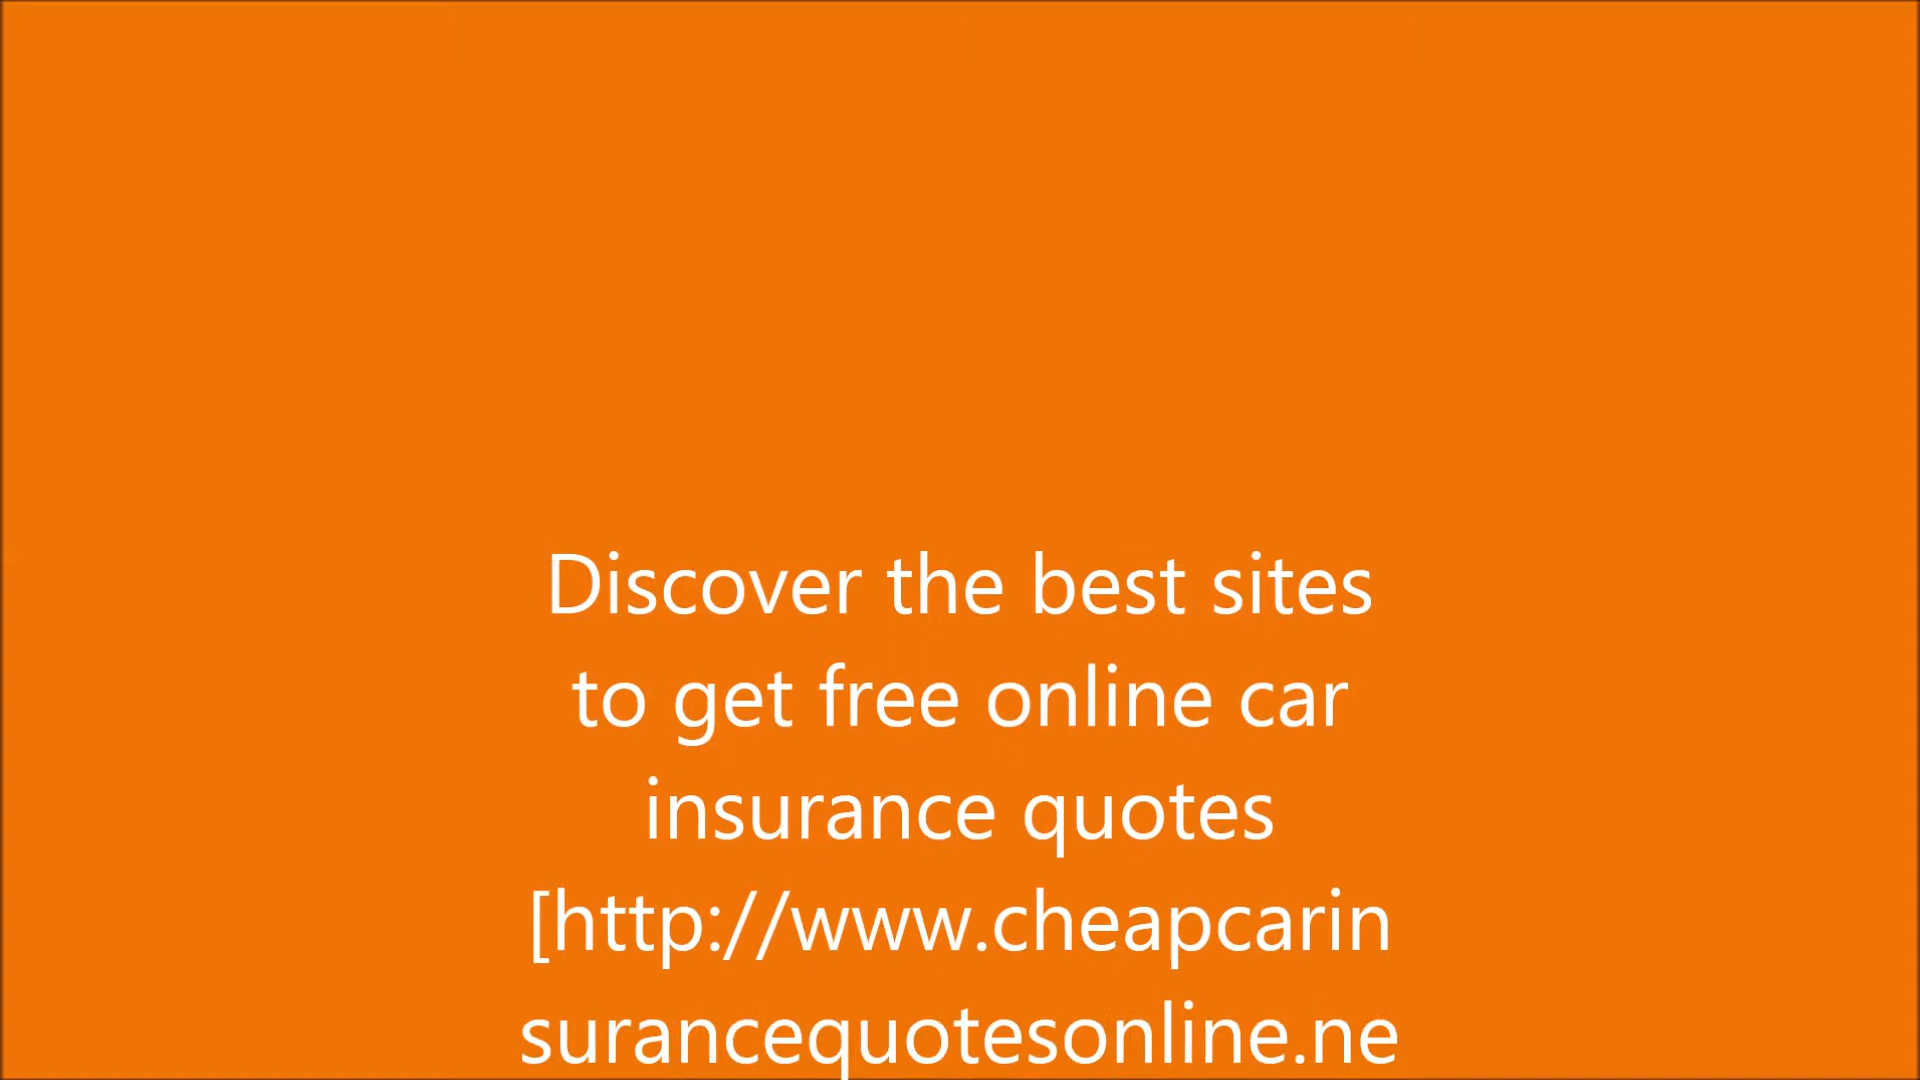 Discover the best sites
to get free online car
insurance quotes
[http://www.cheapcarin
surancequotesonline.ne